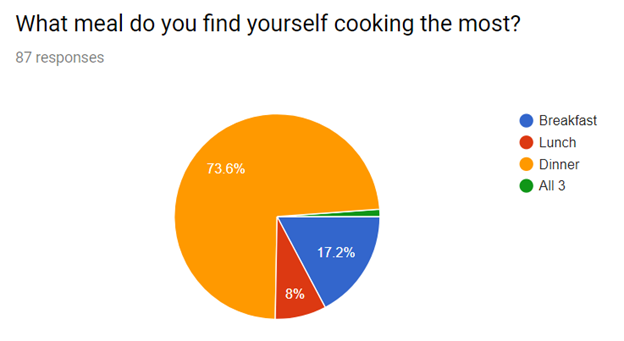 What meal do you find yourself cooking the most?
87 responses
73.6%
17.2%
8%
Breakfast
Lunch
Dinner
All 3